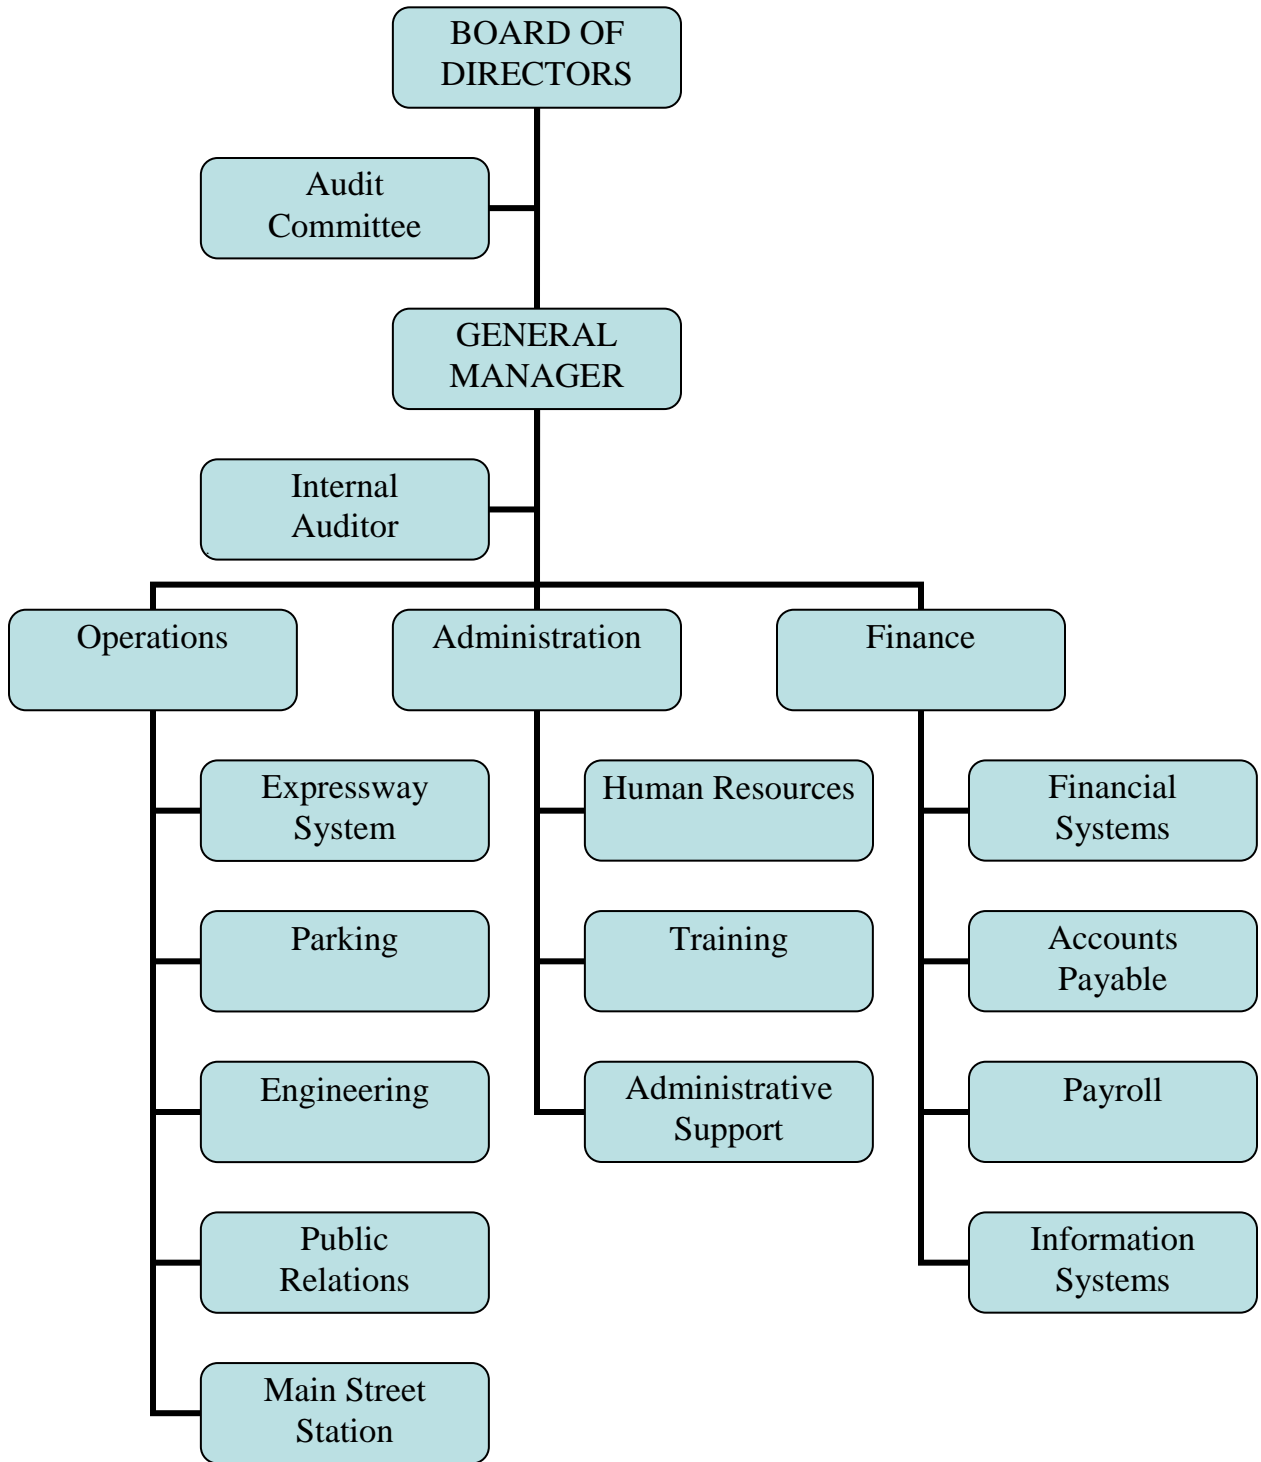 BOARD OF
DIRECTORS
Audit
Committee
GENERAL
MANAGER
Internal
Auditor
Operations
Administration
Finance
Expressway
System
Human Resources
Financial
Systems
Parking
Training
Accounts
Payable
Engineering
Administrative
Support
Payroll
Public
Relations
Information
Systems
Main Street
Station